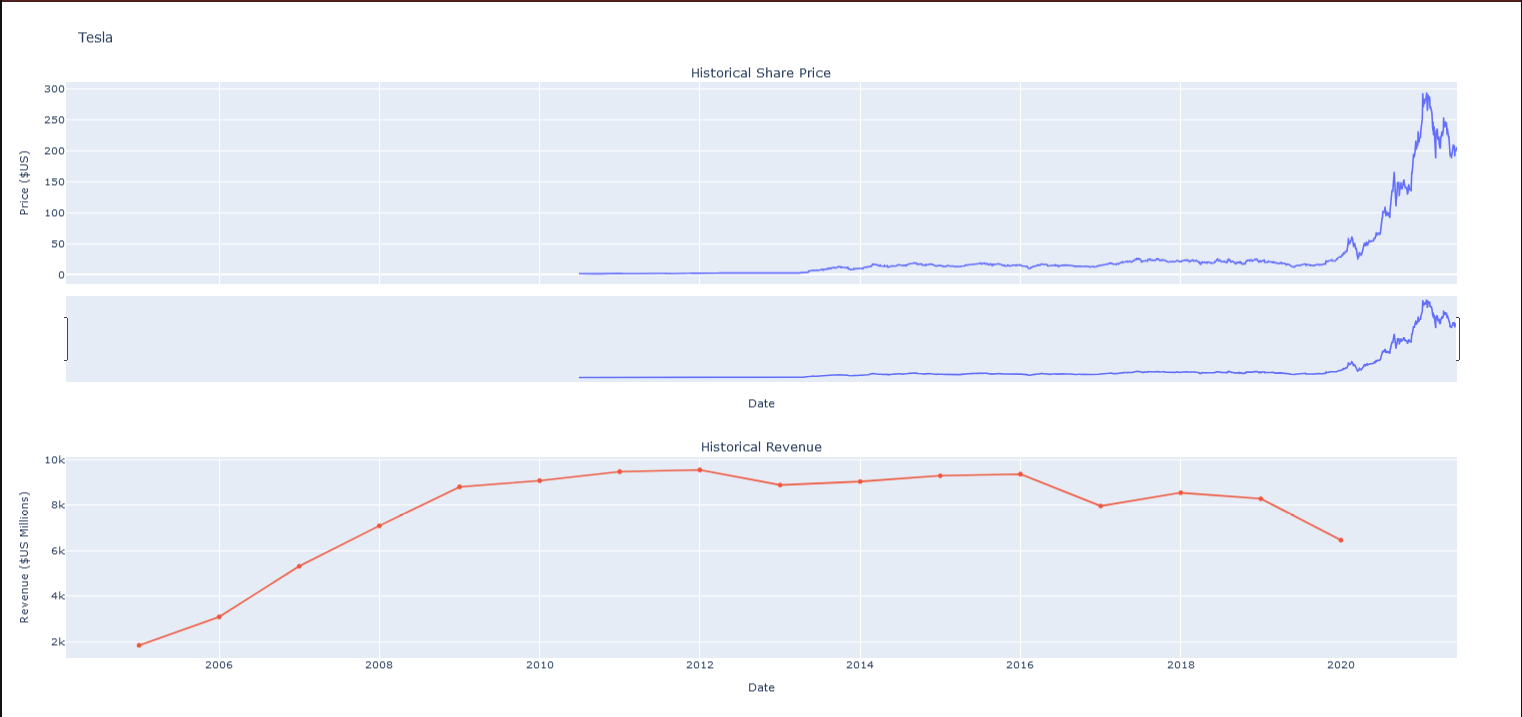 Tesla
Historical Share Price
300
250
200
150
100
50
0
Price ($US)
Date
Historical Revenue
10k
8k
6k
4k
2k
Revenue ($US Millions)
2006 2008 2010 2012 2014 2016 2018 2020
Date